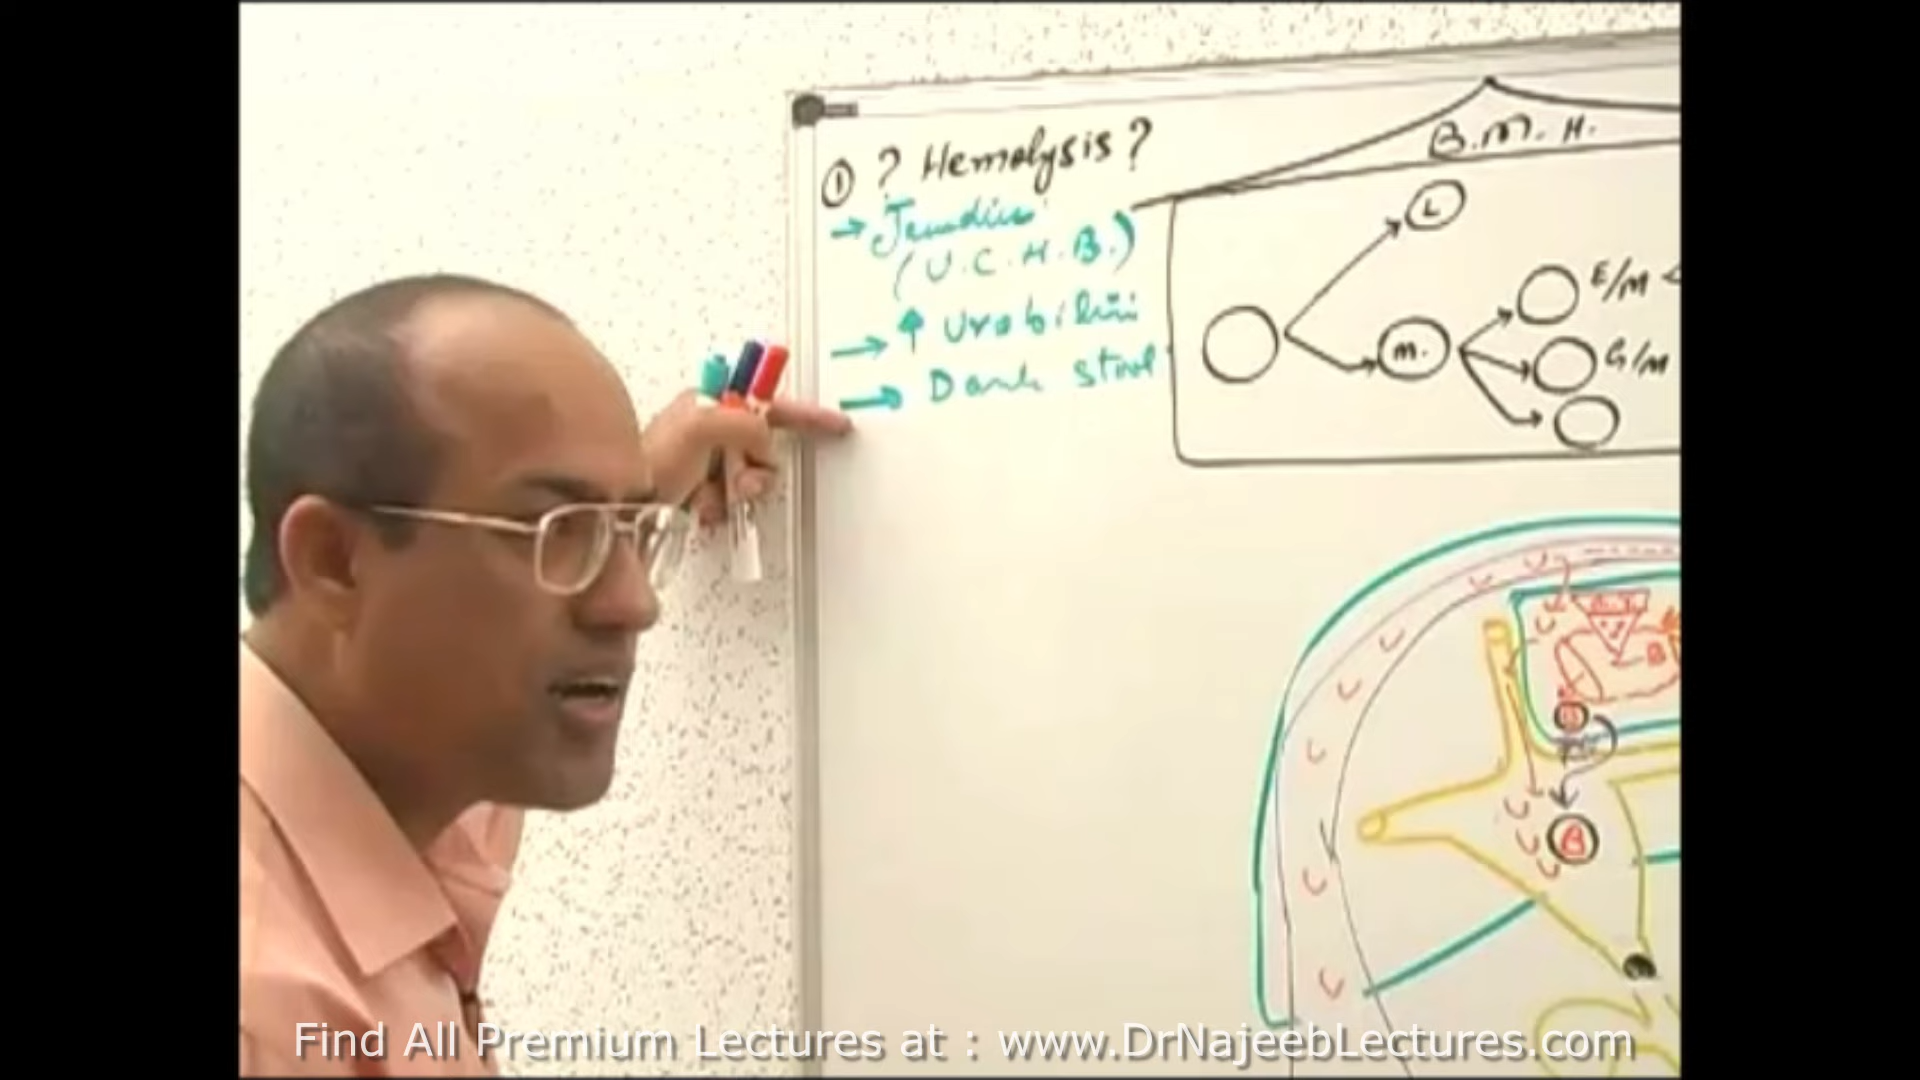 ① ? Hemolysis ?
→ Jaundice
(U.C.H.B.)
→ ↑ Urobilin
→ Dark stool
B.M.H.
L
E/M
M.
G/M
B
B
B
Find All Premium Lectures at : www.DrNajeebLectures.com